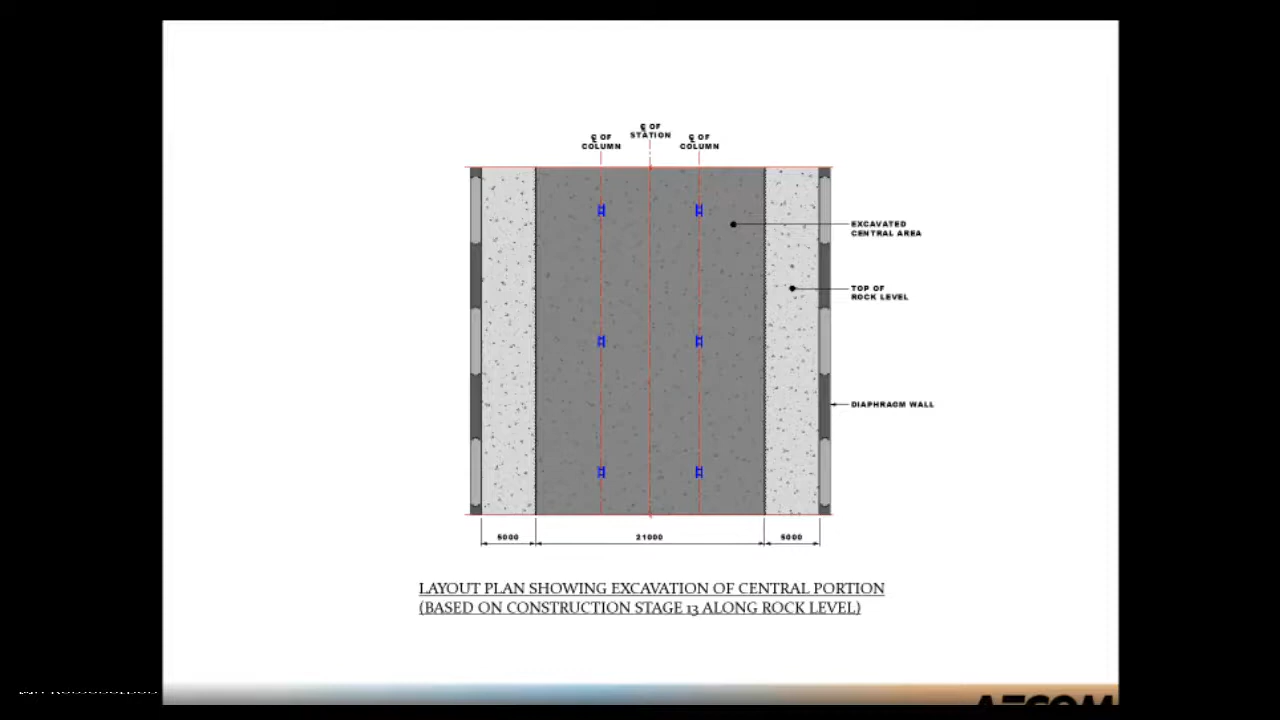 ℄ OF
STATION
℄ OF
COLUMN
℄ OF
COLUMN
EXCAVATED
CENTRAL AREA
TOP OF
ROCK LEVEL
DIAPHRAGM WALL
5000
21000
5000
LAYOUT PLAN SHOWING EXCAVATION OF CENTRAL PORTION
(BASED ON CONSTRUCTION STAGE 13 ALONG ROCK LEVEL)
AECOM